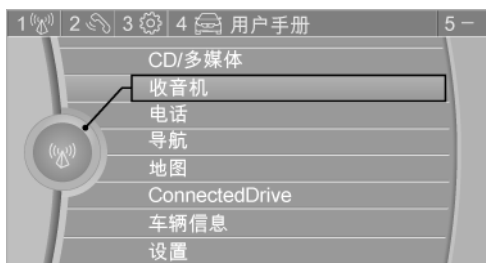 1 2 3 4 用户手册 5 –
CD/多媒体
收音机
电话
导航
地图
ConnectedDrive
车辆信息
设置